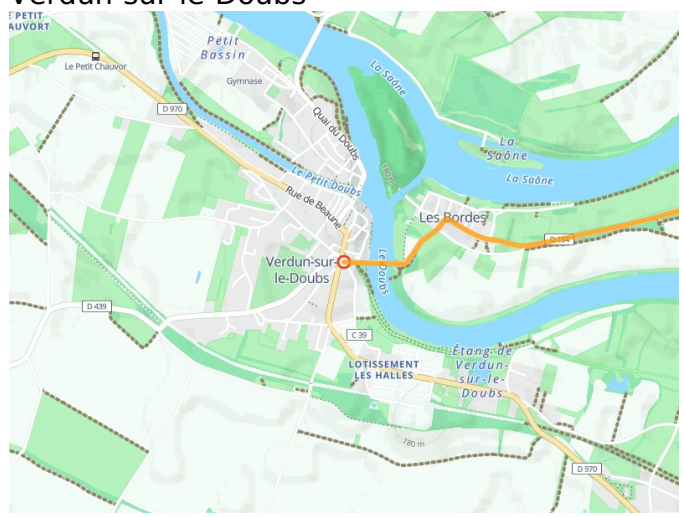 Verdun-sur-le-Doubs
E PETIT
AUVORT
Le Petit Chauvor
Petit
Bassin
Gymnase
D 970
Quai du Doubs
La Saône
La
Saône
La Saône
180 m
Le Petit Doubs
Rue de Beaune
Les Bordes
Le Doubs
Verdun-sur-
le-Doubs
D 439
C 39
LOTISSEMENT
LES HALLES
Étang de
Verdun-
sur-le-
Doubs
180 m
D 970